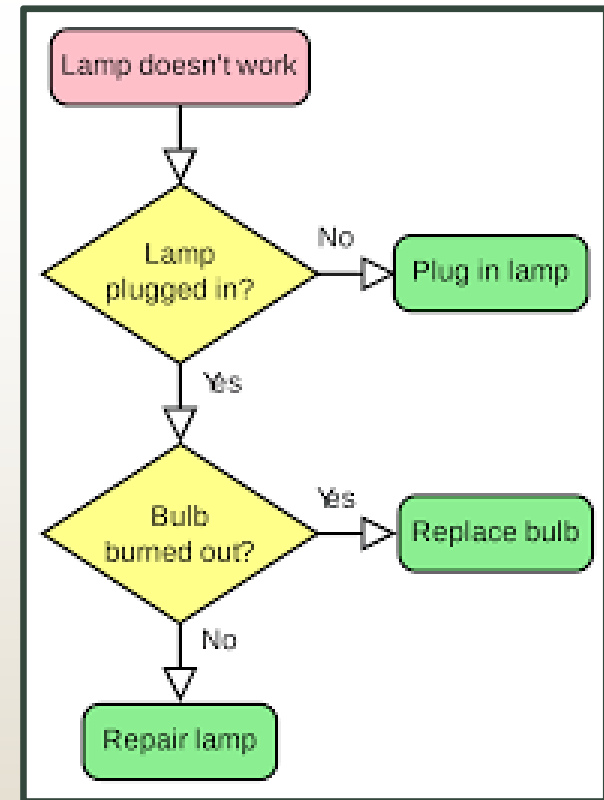 Lamp doesn't work
Lamp
plugged in?
No
Plug in lamp
Yes
Bulb
burned out?
Yes
Replace bulb
No
Repair lamp